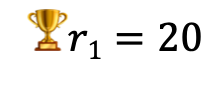 🏆r₁ = 20